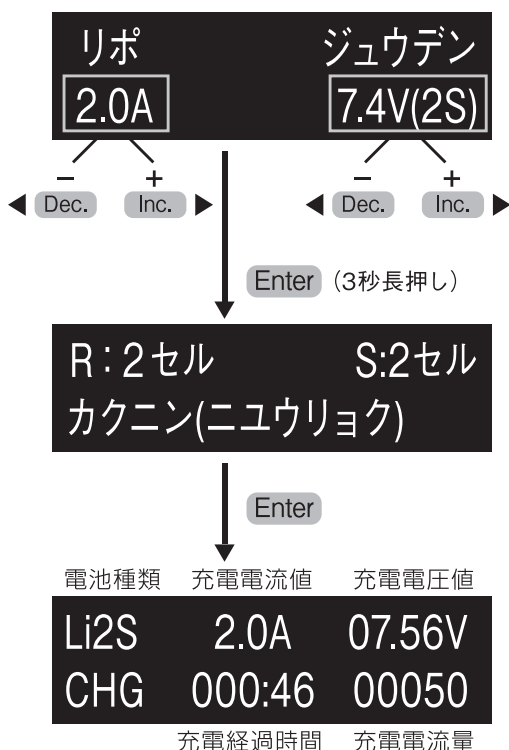 リポ ジュウデン
2.0A 7.4V(2S)
− + − +
◀ Dec. Inc. ▶ ◀ Dec. Inc. ▶
Enter (3秒長押し)
R:2セル S:2セル
カクニン(ニユウリョク)
Enter
電池種類 充電電流値 充電電圧値
Li2S 2.0A 07.56V
CHG 000:46 00050
充電経過時間 充電電流量